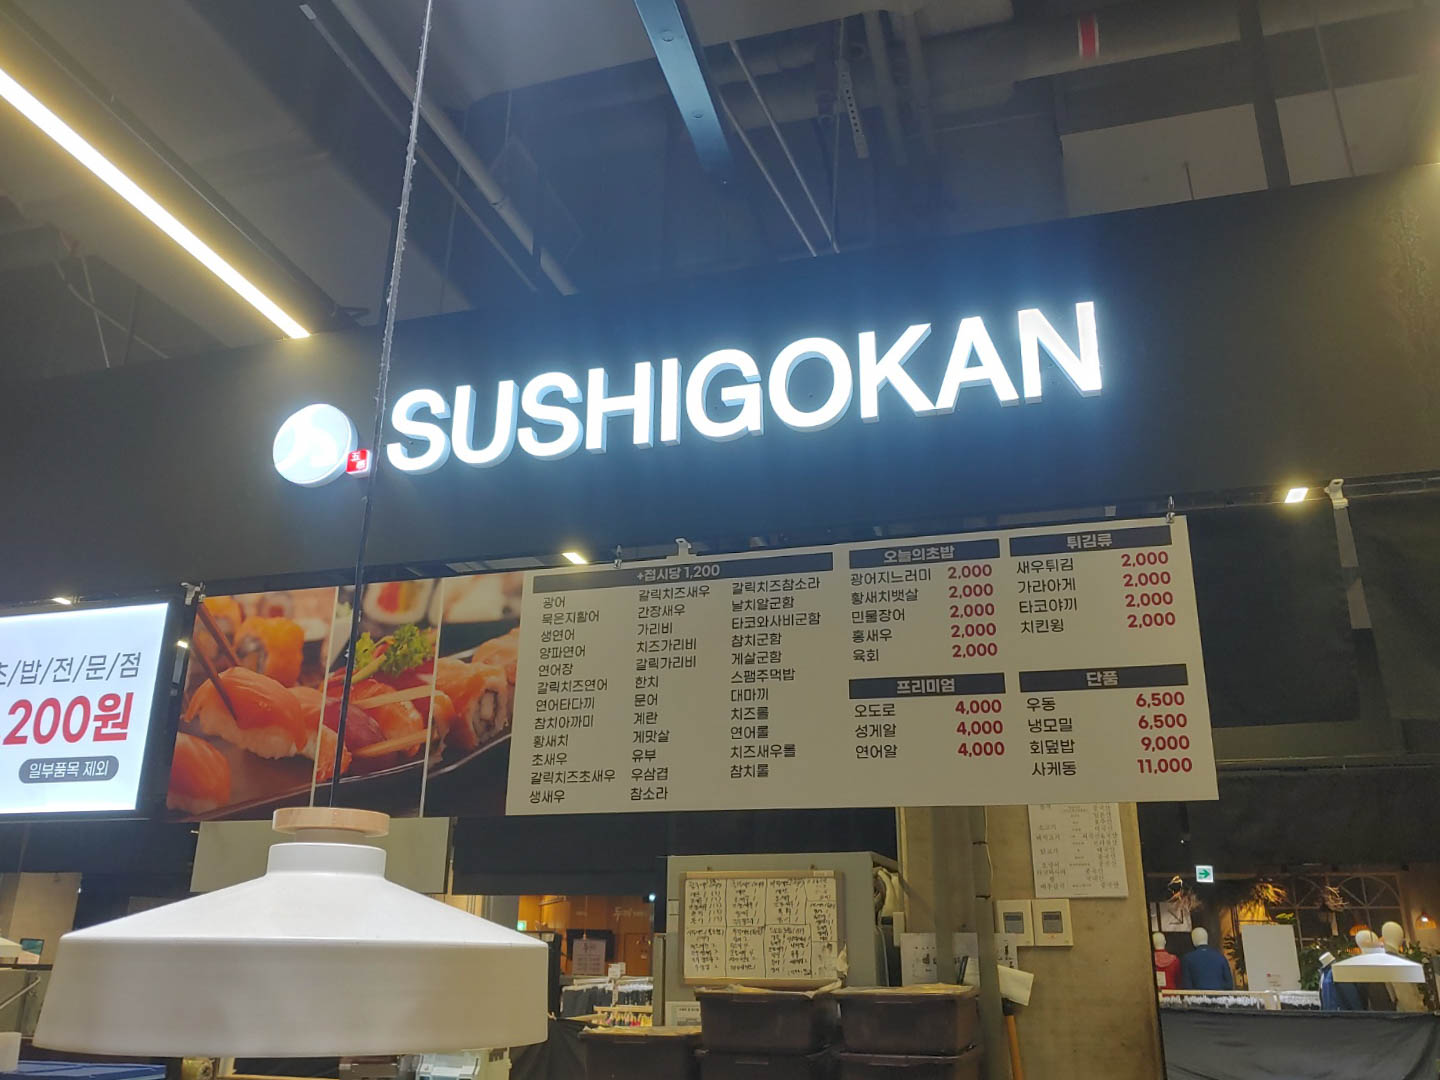 SUSHIGOKAN
초/밥/전/문/점
,200원
일부품목 제외
+접시당 1,200
광어
묵은지활어
생연어
양파연어
연어장
갈릭치즈연어
연어타다끼
참치아까미
황새치
초새우
갈릭치즈초새우
생새우
갈릭치즈새우
간장새우
가리비
치즈가리비
갈릭가리비
한치
문어
계란
게맛살
유부
우삼겹
참소라
갈릭치즈참소라
날치알군함
타코와사비군함
참치군함
게살군함
스팸주먹밥
대마끼
치즈롤
연어롤
치즈새우롤
참치롤
오늘의초밥
광어지느러미 2,000
황새치뱃살 2,000
민물장어 2,000
홍새우 2,000
육회 2,000
프리미엄
오도로 4,000
성게알 4,000
연어알 4,000
튀김류
새우튀김 2,000
가라아게 2,000
타코야끼 2,000
치킨윙 2,000
단품
우동 6,500
냉모밀 6,500
회덮밥 9,000
사케동 11,000